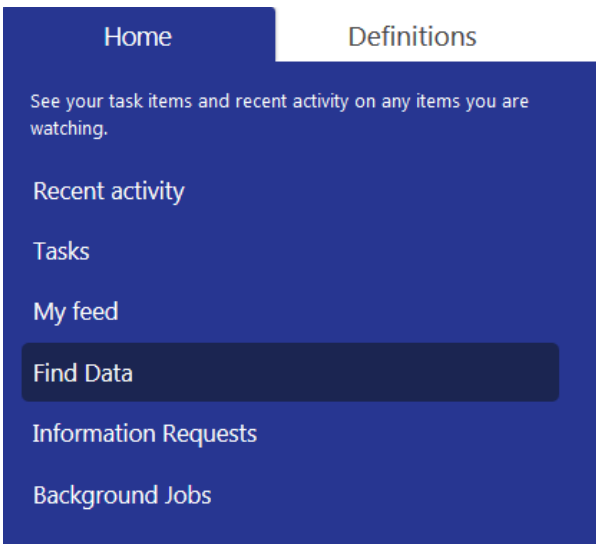 Home Definitions
See your task items and recent activity on any items you are
watching.
Recent activity
Tasks
My feed
Find Data
Information Requests
Background Jobs